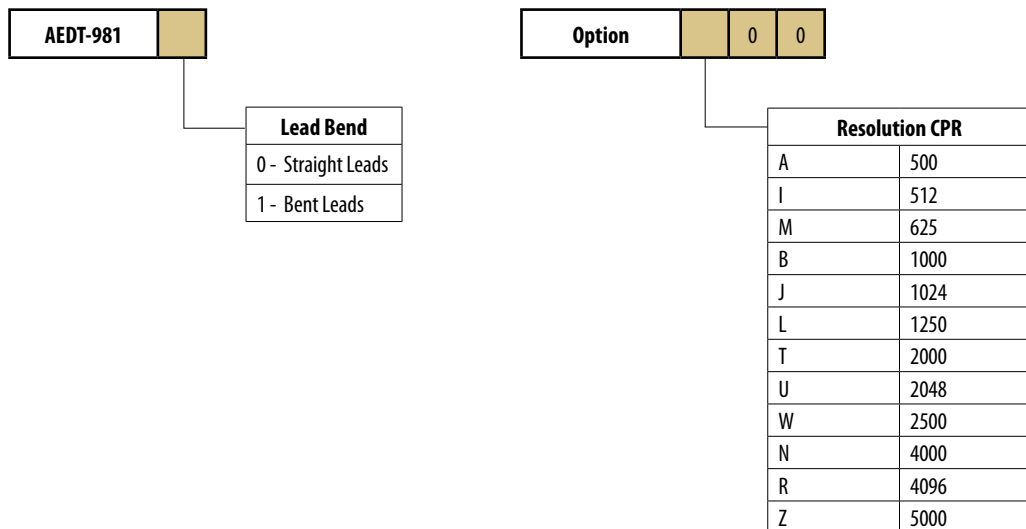 AEDT-981
Option 0 0
Lead Bend
0 - Straight Leads
1 - Bent Leads
Resolution CPR
A 500
I 512
M 625
B 1000
J 1024
L 1250
T 2000
U 2048
W 2500
N 4000
R 4096
Z 5000